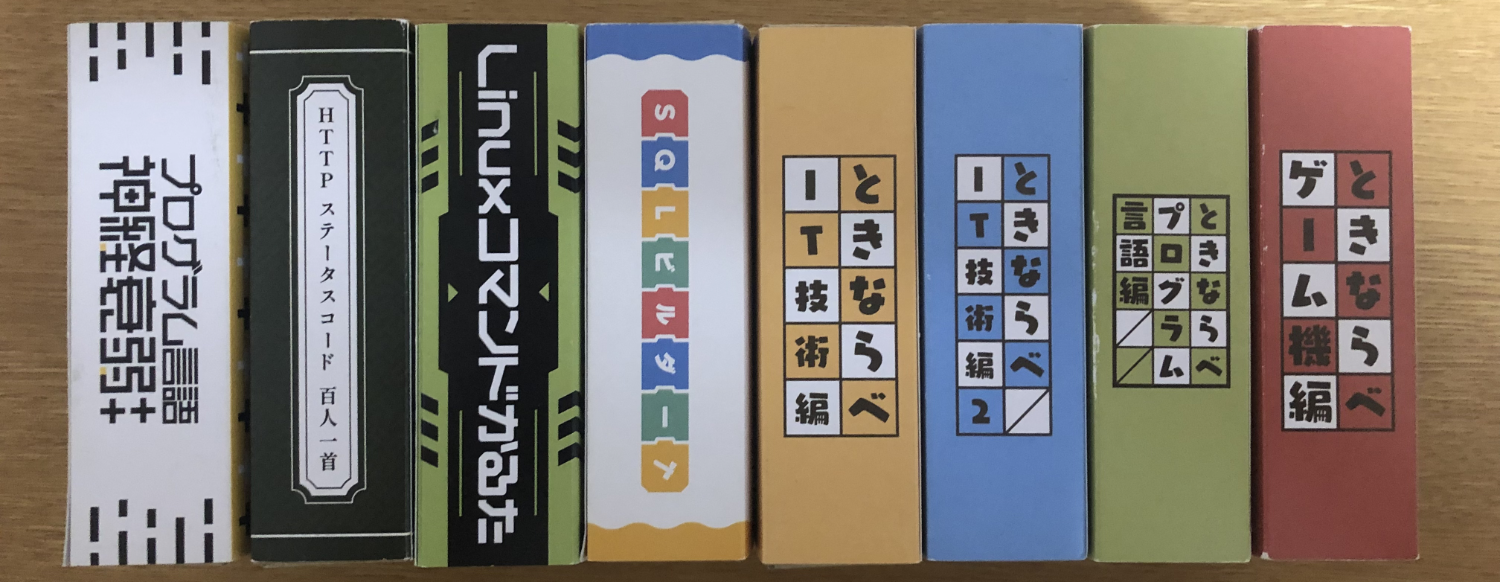 プログラム言語
神経衰弱++
HTTP ステータスコード 百人一首
Linuxコマンドかるた
SQLビルダート
ときならべ
IT技術編
ときならべ
IT技術編2
ときならべ
プログラム
言語編
ときならべ
ゲーム機編